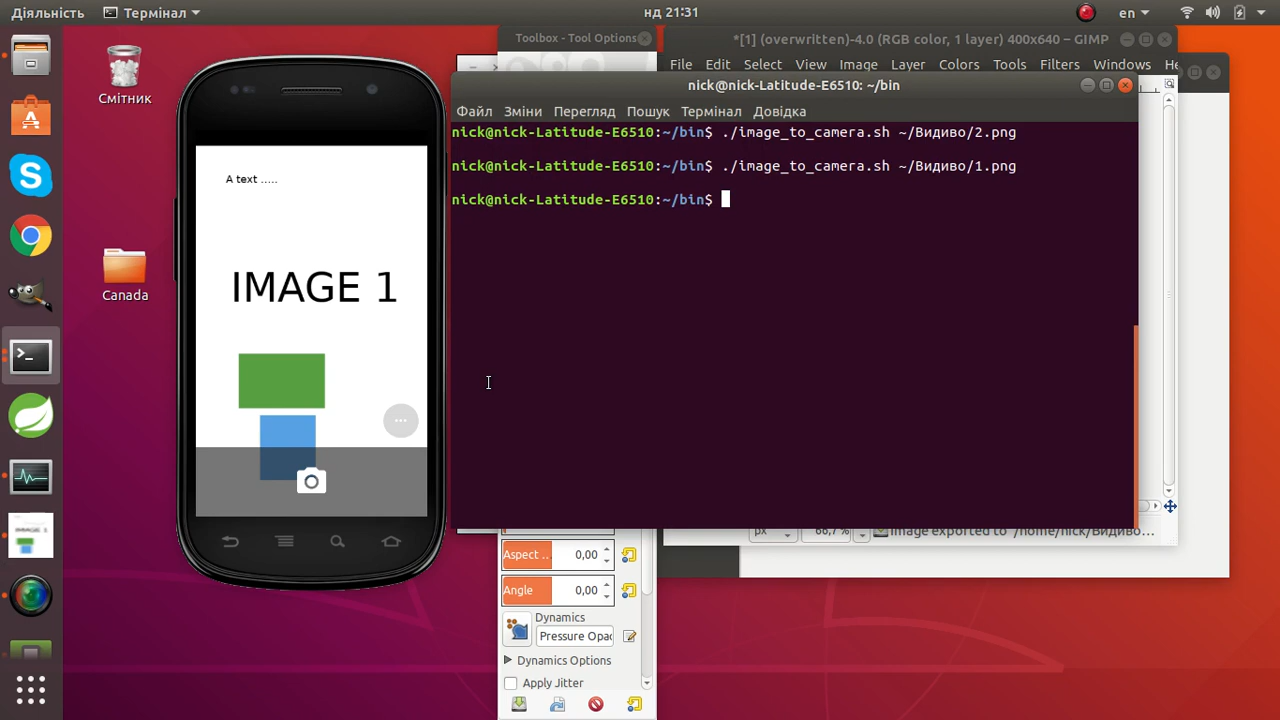 Діяльність
Термінал
нд 21:31
en
Смітник
Canada
Toolbox - Tool Options
*[1] (overwritten)-4.0 (RGB color, 1 layer) 400x640 – GIMP
File Edit Select View Image Layer Colors Tools Filters Windows He
nick@nick-Latitude-E6510: ~/bin
Файл Зміни Перегляд Пошук Термінал Довідка
nick@nick-Latitude-E6510:~/bin$ ./image_to_camera.sh ~/Видиво/2.png
nick@nick-Latitude-E6510:~/bin$ ./image_to_camera.sh ~/Видиво/1.png
nick@nick-Latitude-E6510:~/bin$
A text .....
IMAGE 1
px 66,7 % Image exported to '/home/nick/Видиво...
Aspect .. 0,00
Angle 0,00
Dynamics
Pressure Opac
Dynamics Options
Apply Jitter